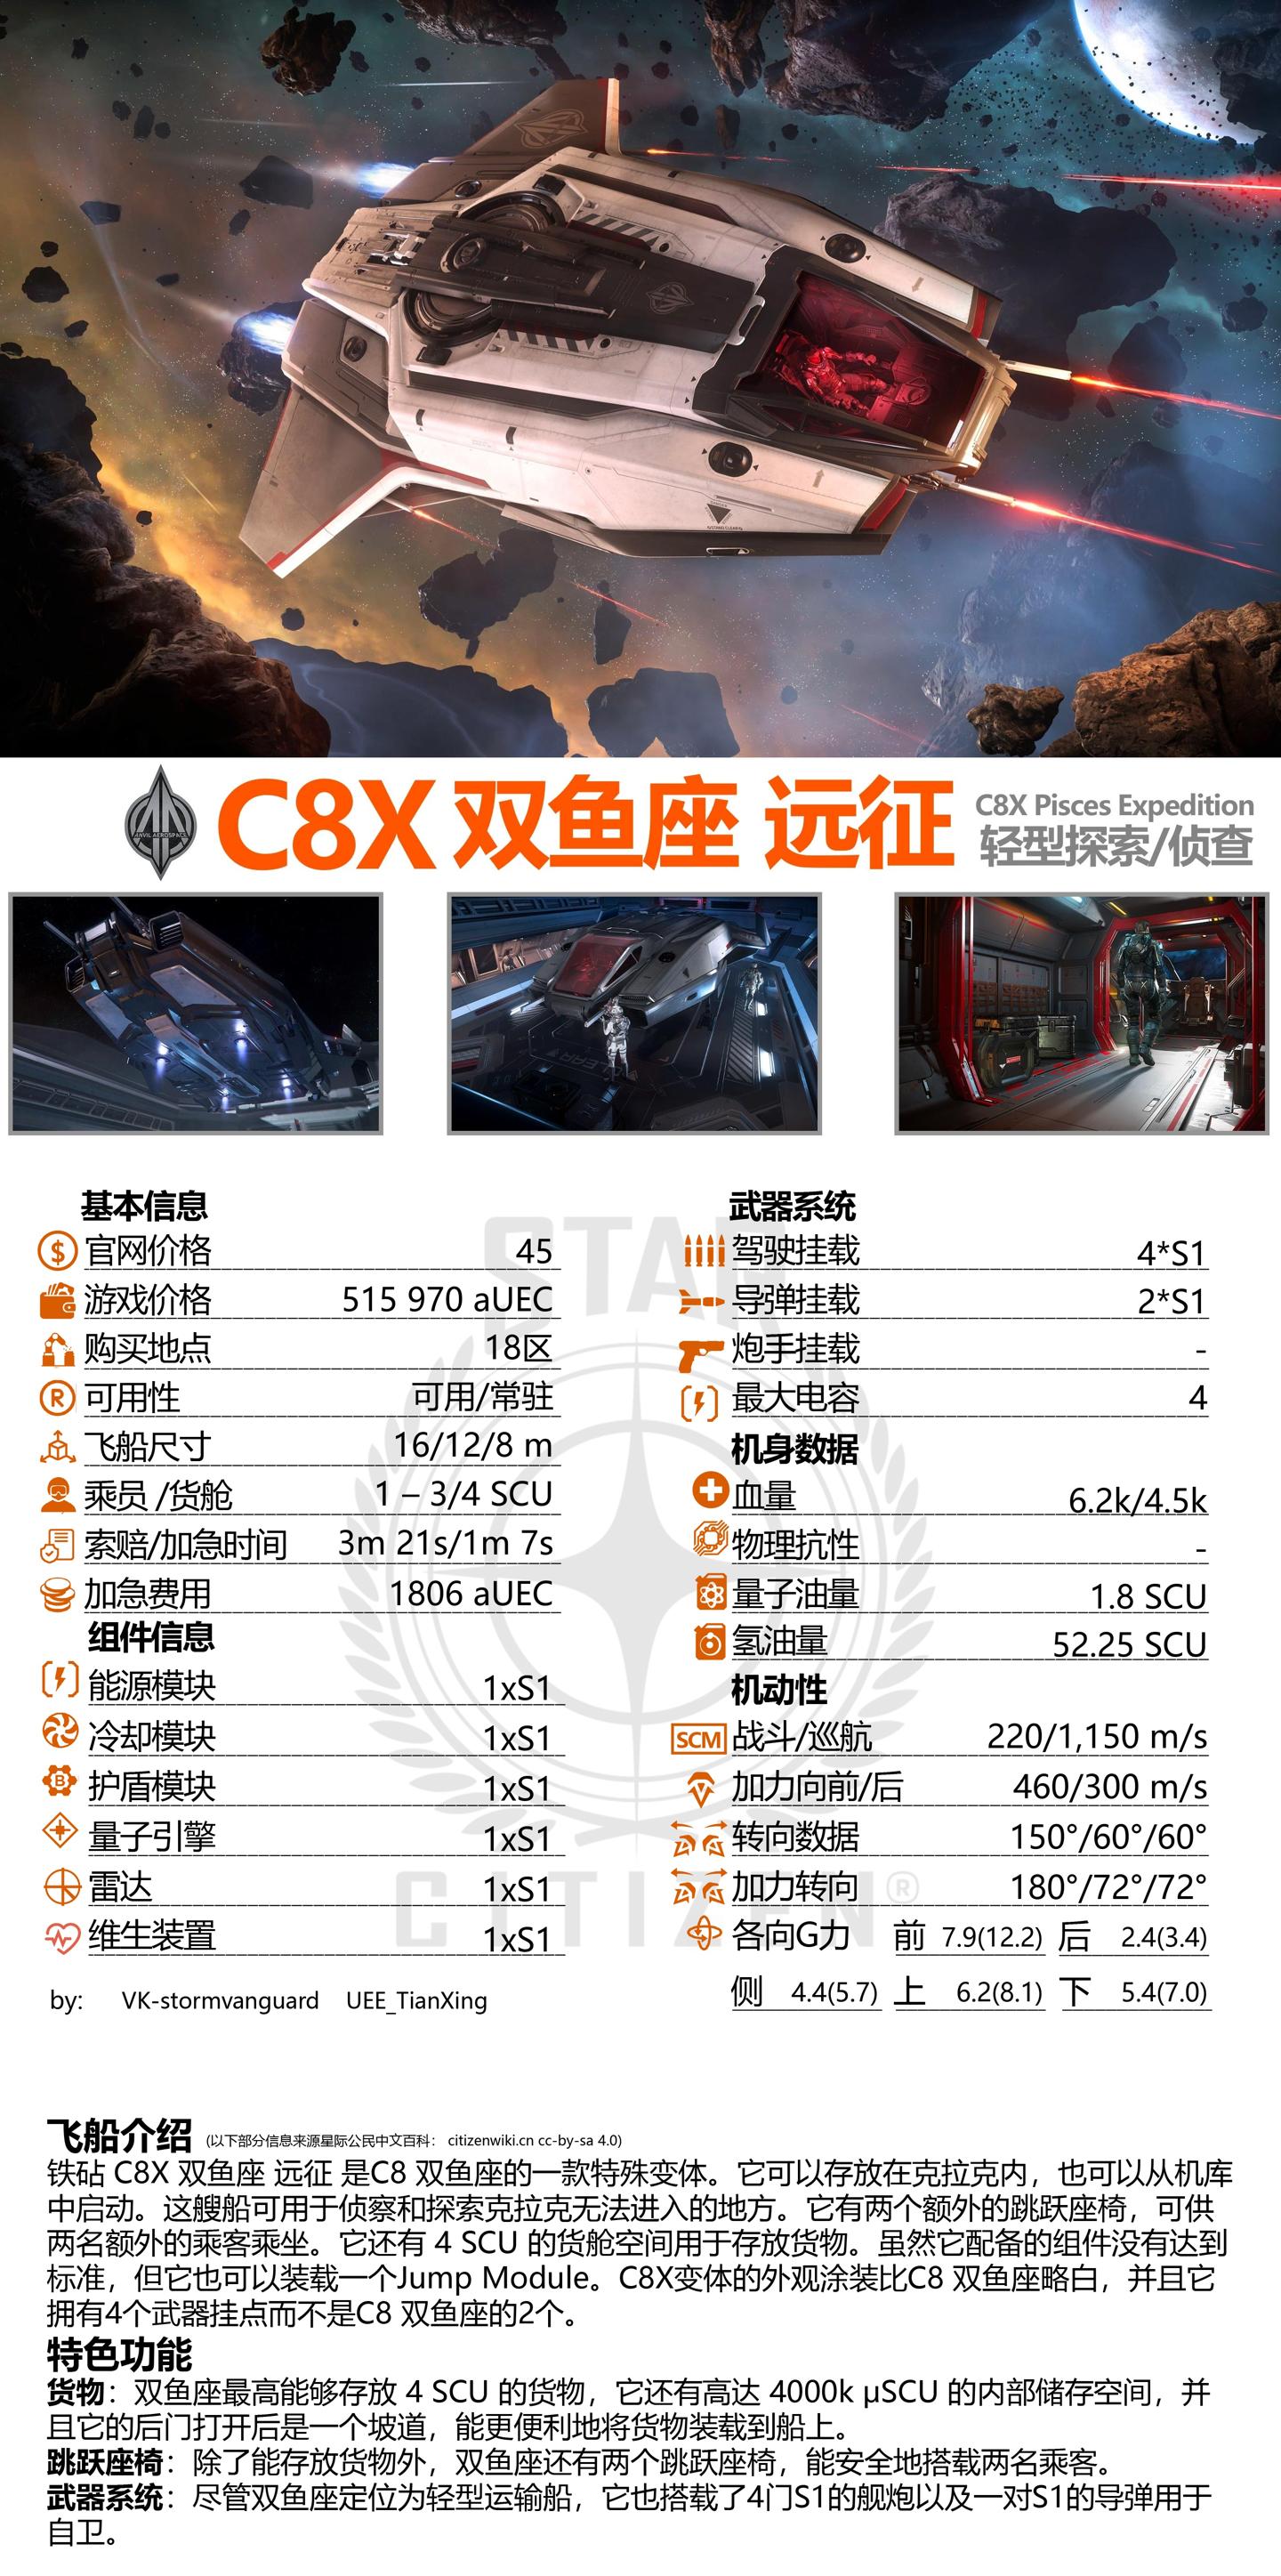 ANVIL AEROSPACE
C8X 双鱼座 远征
C8X Pisces Expedition
轻型探索/侦查
STAR
CITIZEN®
基本信息
官网价格 45
游戏价格 515 970 aUEC
购买地点 18区
R 可用性 可用/常驻
飞船尺寸 16/12/8 m
乘员 /货舱 1 – 3/4 SCU
索赔/加急时间 3m 21s/1m 7s
加急费用 1806 aUEC
组件信息
能源模块 1xS1
冷却模块 1xS1
B 护盾模块 1xS1
量子引擎 1xS1
雷达 1xS1
维生装置 1xS1
by: VK-stormvanguard UEE_TianXing
武器系统
驾驶挂载 4*S1
导弹挂载 2*S1
炮手挂载 -
最大电容 4
机身数据
血量 6.2k/4.5k
物理抗性 -
量子油量 1.8 SCU
氢油量 52.25 SCU
机动性
SCM 战斗/巡航 220/1,150 m/s
加力向前/后 460/300 m/s
转向数据 150°/60°/60°
加力转向 180°/72°/72°
各向G力 前 7.9(12.2) 后 2.4(3.4)
侧 4.4(5.7) 上 6.2(8.1) 下 5.4(7.0)
飞船介绍 (以下部分信息来源星际公民中文百科： citizenwiki.cn cc-by-sa 4.0)
铁砧 C8X 双鱼座 远征 是C8 双鱼座的一款特殊变体。它可以存放在克拉克内，也可以从机库
中启动。这艘船可用于侦察和探索克拉克无法进入的地方。它有两个额外的跳跃座椅，可供
两名额外的乘客乘坐。它还有 4 SCU 的货舱空间用于存放货物。虽然它配备的组件没有达到
标准，但它也可以装载一个Jump Module。C8X变体的外观涂装比C8 双鱼座略白，并且它
拥有4个武器挂点而不是C8 双鱼座的2个。
特色功能
货物：双鱼座最高能够存放 4 SCU 的货物，它还有高达 4000k μSCU 的内部储存空间，并
且它的后门打开后是一个坡道，能更便利地将货物装载到船上。
跳跃座椅：除了能存放货物外，双鱼座还有两个跳跃座椅，能安全地搭载两名乘客。
武器系统：尽管双鱼座定位为轻型运输船，它也搭载了4门S1的舰炮以及一对S1的导弹用于
自卫。